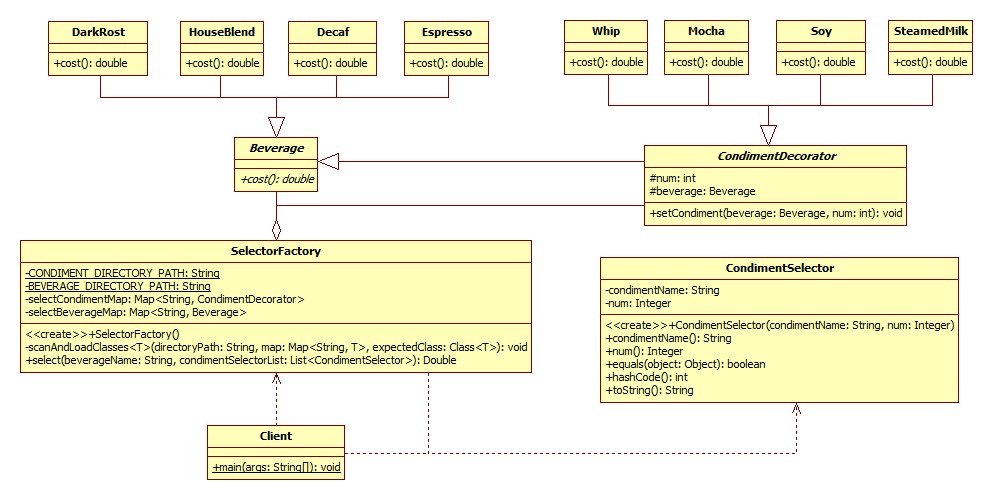 DarkRost
+cost(): double
HouseBlend
+cost(): double
Decaf
+cost(): double
Espresso
+cost(): double
Whip
+cost(): double
Mocha
+cost(): double
Soy
+cost(): double
SteamedMilk
+cost(): double
Beverage
+cost(): double
CondimentDecorator
#num: int
#beverage: Beverage
+setCondiment(beverage: Beverage, num: int): void
SelectorFactory
-CONDIMENT_DIRECTORY_PATH: String
-BEVERAGE_DIRECTORY_PATH: String
-selectCondimentMap: Map<String, CondimentDecorator>
-selectBeverageMap: Map<String, Beverage>
<<create>>+SelectorFactory()
-scanAndLoadClasses<T>(directoryPath: String, map: Map<String, T>, expectedClass: Class<T>): void
+select(beverageName: String, condimentSelectorList: List<CondimentSelector>): Double
CondimentSelector
-condimentName: String
-num: Integer
<<create>>+CondimentSelector(condimentName: String, num: Integer)
+condimentName(): String
+num(): Integer
+equals(object: Object): boolean
+hashCode(): int
+toString(): String
Client
+main(args: String[]): void